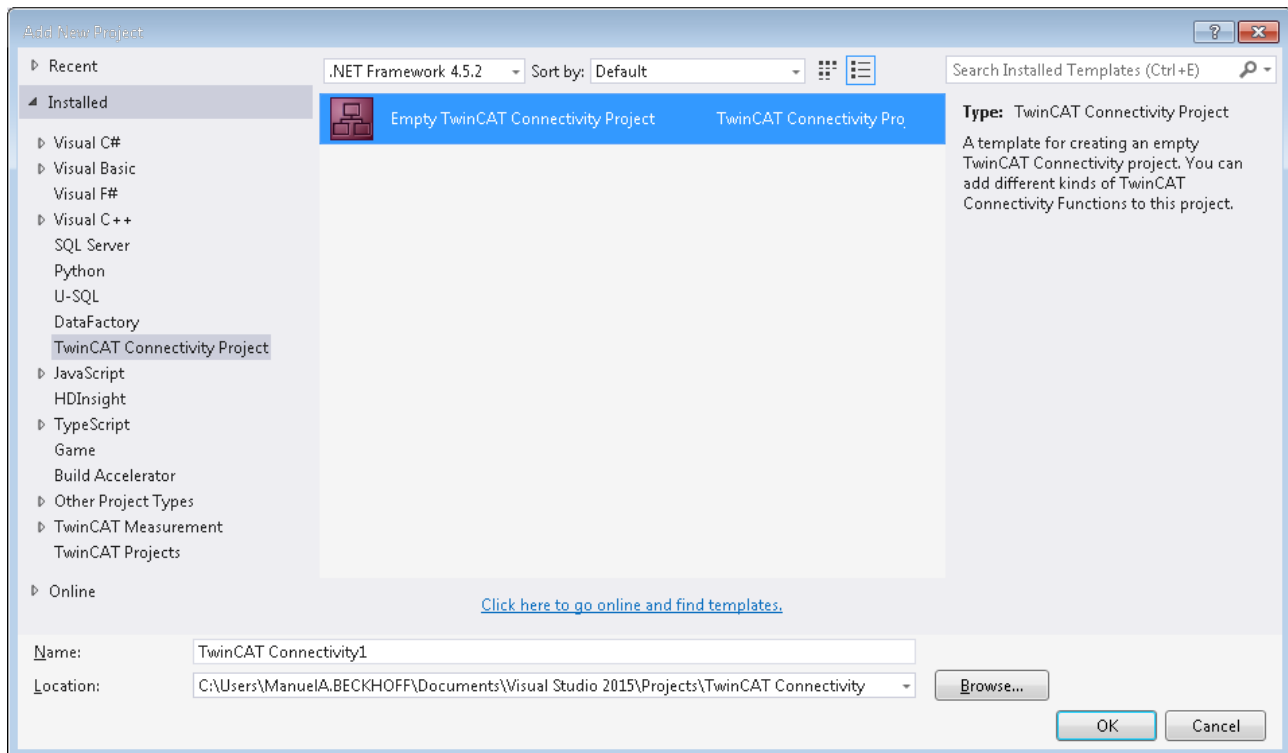 Add New Project
Recent
Installed
Visual C#
Visual Basic
Visual F#
Visual C++
SQL Server
Python
U-SQL
DataFactory
TwinCAT Connectivity Project
JavaScript
HDInsight
TypeScript
Game
Build Accelerator
Other Project Types
TwinCAT Measurement
TwinCAT Projects
Online
.NET Framework 4.5.2 Sort by: Default
Empty TwinCAT Connectivity Project TwinCAT Connectivity Pro
Click here to go online and find templates.
Search Installed Templates (Ctrl+E)
Type: TwinCAT Connectivity Project
A template for creating an empty
TwinCAT Connectivity project. You can
add different kinds of TwinCAT
Connectivity Functions to this project.
Name: TwinCAT Connectivity1
Location: C:\Users\ManuelA.BECKHOFF\Documents\Visual Studio 2015\Projects\TwinCAT Connectivity Browse...
OK Cancel